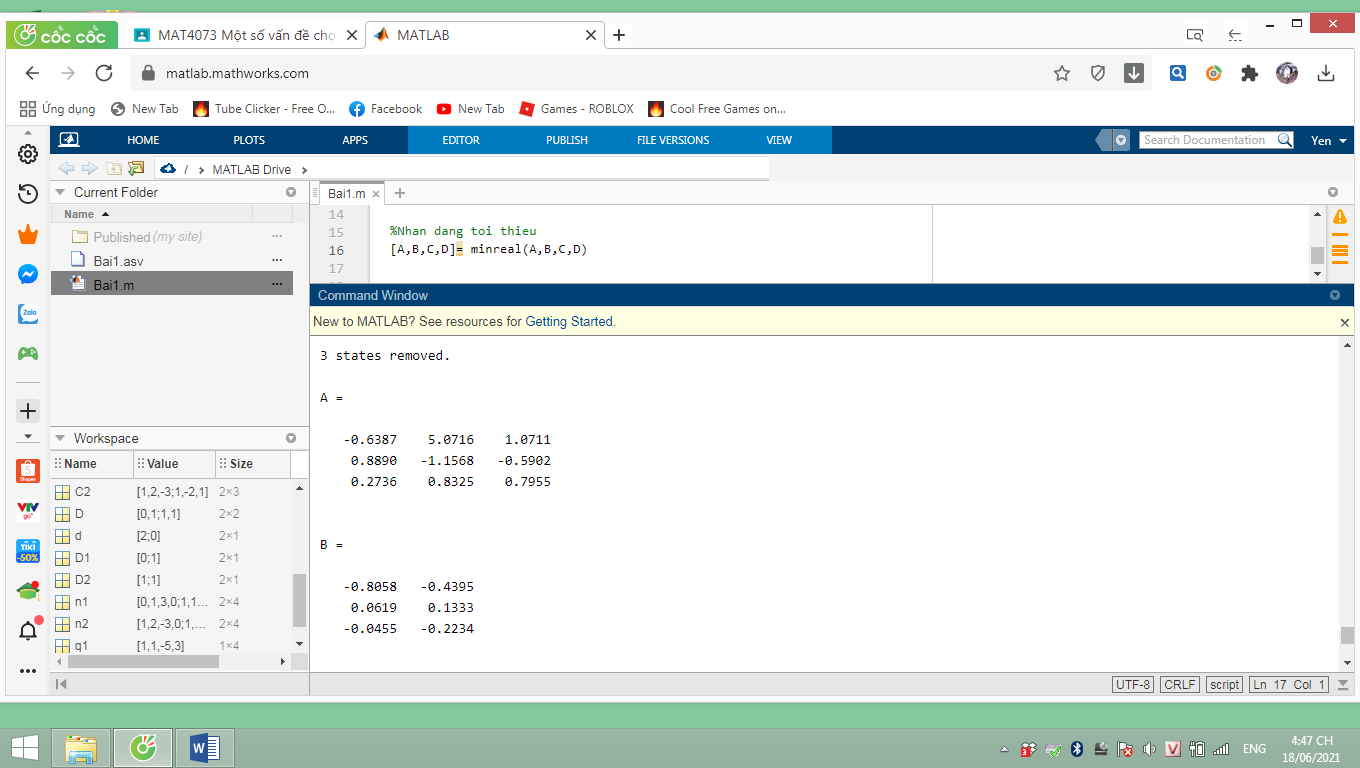 cốc cốc
MAT4073 Một số vấn đề chọ
MATLAB
matlab.mathworks.com
Ứng dụng
New Tab
Tube Clicker - Free O...
Facebook
New Tab
Games - ROBLOX
Cool Free Games on...
HOME
PLOTS
APPS
EDITOR
PUBLISH
FILE VERSIONS
VIEW
Search Documentation
Yen
/ > MATLAB Drive >
Current Folder
Name
Published (my site)
Bai1.asv
Bai1.m
Bai1.m
14
15 %Nhan dang toi thieu
16 [A,B,C,D]= minreal(A,B,C,D)
17
Command Window
New to MATLAB? See resources for Getting Started.
3 states removed.
A =
-0.6387 5.0716 1.0711
0.8890 -1.1568 -0.5902
0.2736 0.8325 0.7955
B =
-0.8058 -0.4395
0.0619 0.1333
-0.0455 -0.2234
Workspace
Name Value Size
C2 [1,2,-3;1,-2,1] 2×3
D [0,1;1,1] 2×2
d [2;0] 2×1
D1 [0;1] 2×1
D2 [1;1] 2×1
n1 [0,1,3,0;1,1... 2×4
n2 [1,2,-3,0;1,... 2×4
q1 [1,1,-5,3] 1×4
Zalo
Shopee
VTV
go
TIKI
-50%
UTF-8
CRLF
script
Ln 17 Col 1
ENG
4:47 CH
18/06/2021